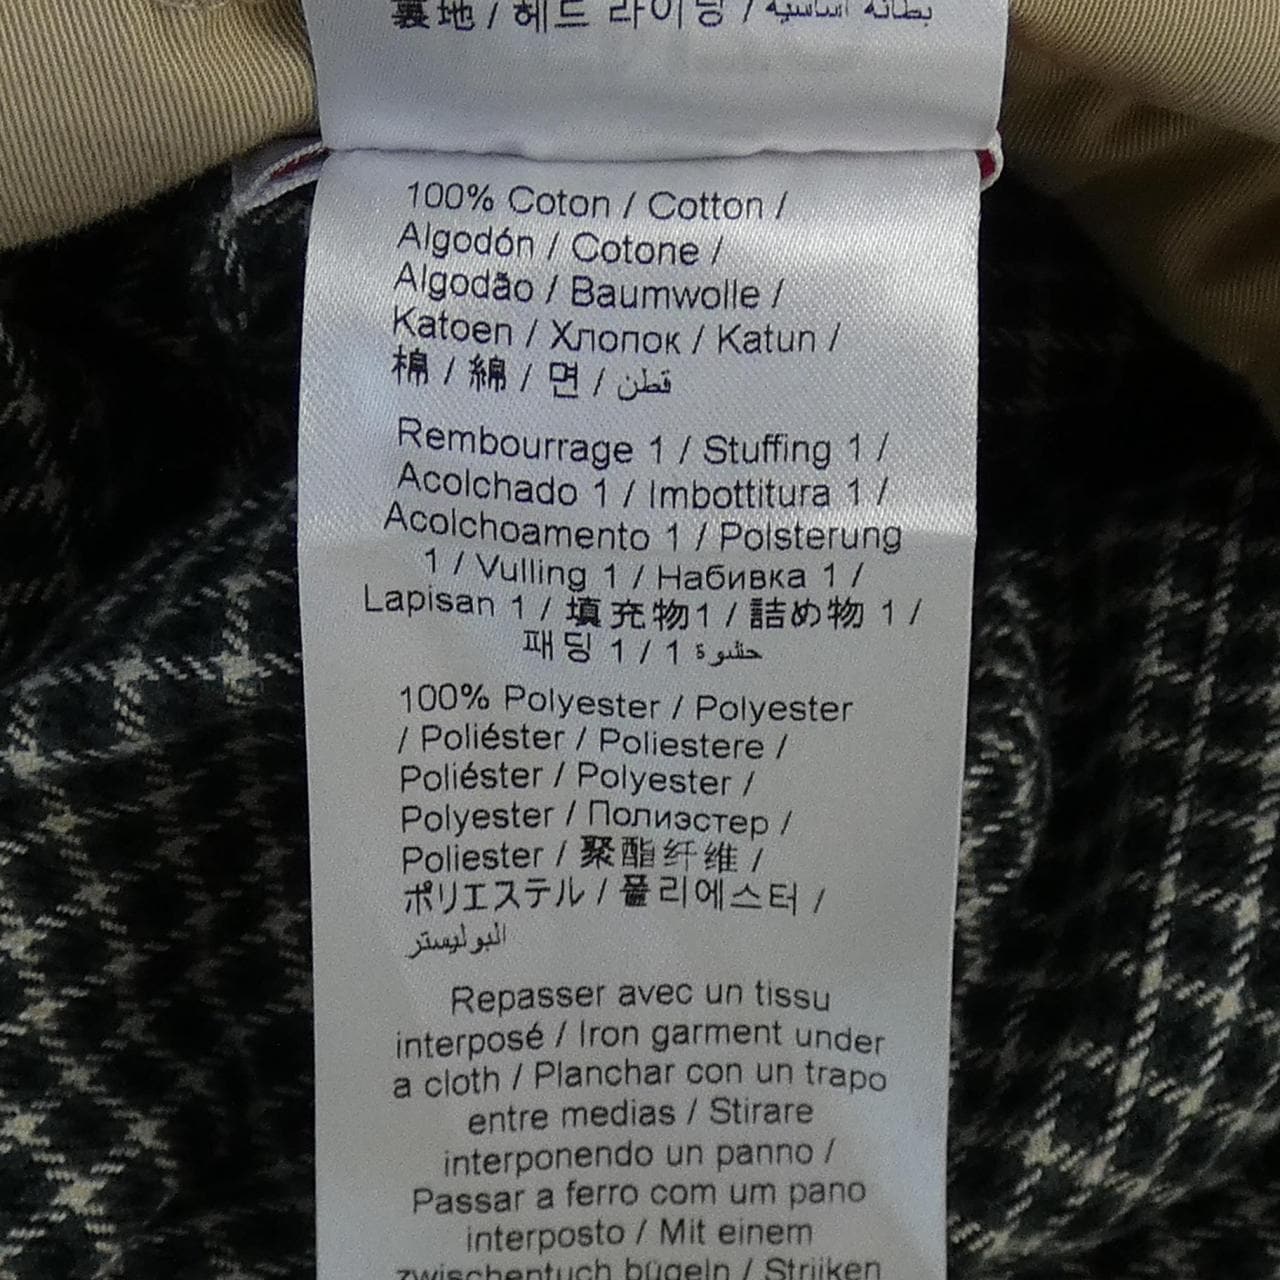 裏地 / 헤드 라이딩 / بطانة أساسية
100% Coton / Cotton /
Algodón / Cotone /
Algodão / Baumwolle /
Katoen / Хлопок / Katun /
棉 / 綿 / 면 / قطن
Rembourrage 1 / Stuffing 1 /
Acolchado 1 / Imbottitura 1 /
Acolchoamento 1 / Polsterung
1 / Vulling 1 / Набивка 1 /
Lapisan 1 / 填充物1 / 詰め物 1 /
패딩 1 / 1 حشوة
100% Polyester / Polyester
/ Poliéster / Poliestere /
Poliéster / Polyester /
Polyester / Полиэстер /
Poliester / 聚酯纤维 /
ポリエステル / 폴리에스터 /
البوليستر
Repasser avec un tissu
interposé / Iron garment under
a cloth / Planchar con un trapo
entre medias / Stirare
interponendo un panno /
Passar a ferro com um pano
interposto / Mit einem
zwischentuch bügeln / Strijken